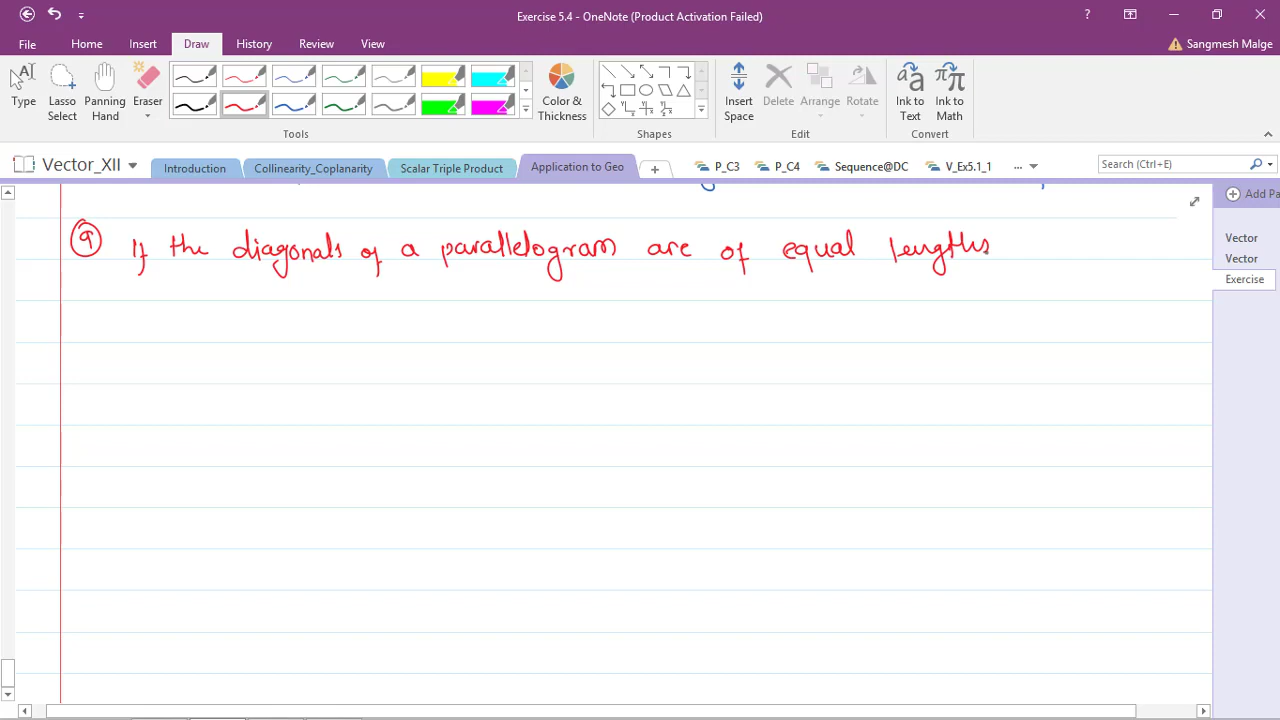 Exercise 5.4 - OneNote (Product Activation Failed)
?
File Home Insert Draw History Review View
Sangmesh Malge
Type
Lasso Select
Panning Hand
Eraser
Color & Thickness
Insert Space
Delete
Arrange
Rotate
Ink to Text
Ink to Math
Tools Shapes Edit Convert
Vector_XII Introduction Collinearity_Coplanarity Scalar Triple Product Application to Geo P_C3 P_C4 Sequence@DC V_Ex5.1_1 ... Search (Ctrl+E)
Add Pa
9 If the diagonals of a parallelogram are of equal lengths
Vector
Vector
Exercise